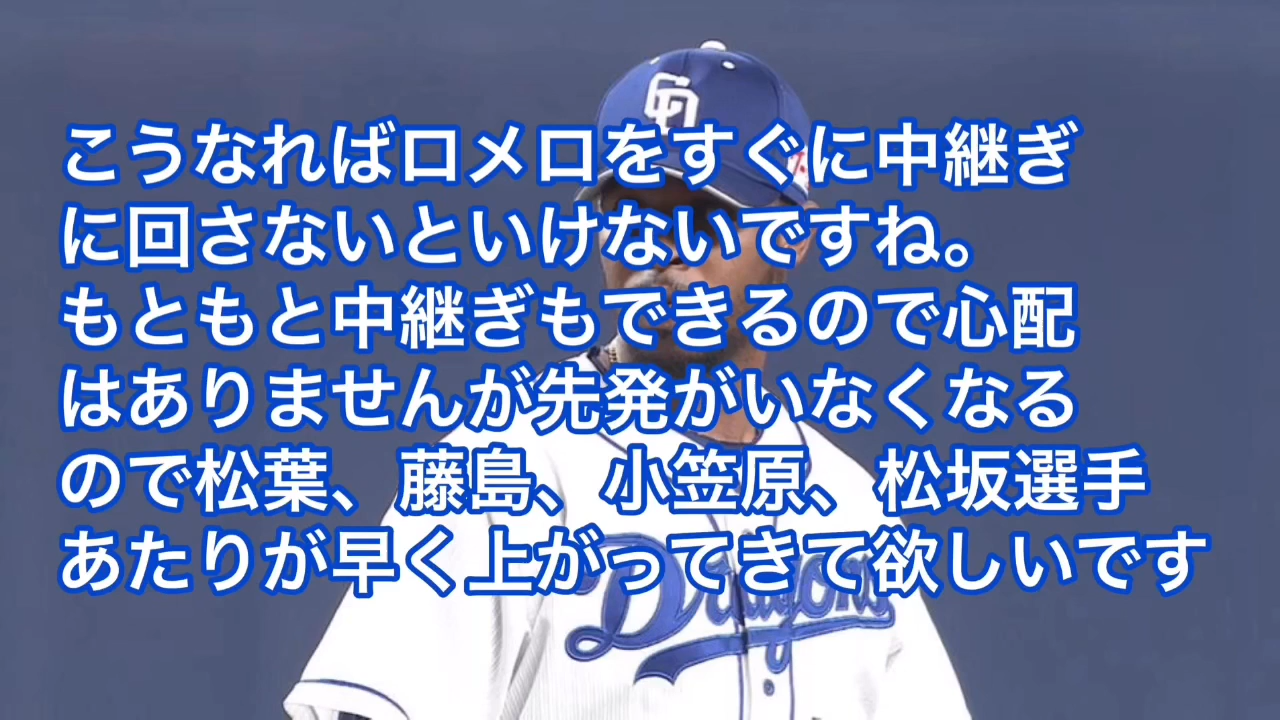 CD
こうなればロメロをすぐに中継ぎ
に回さないといけないですね。
もともと中継ぎもできるので心配
はありませんが先発がいなくなる
ので松葉、藤島、小笠原、松坂選手
あたりが早く上がってきて欲しいです
Dragons